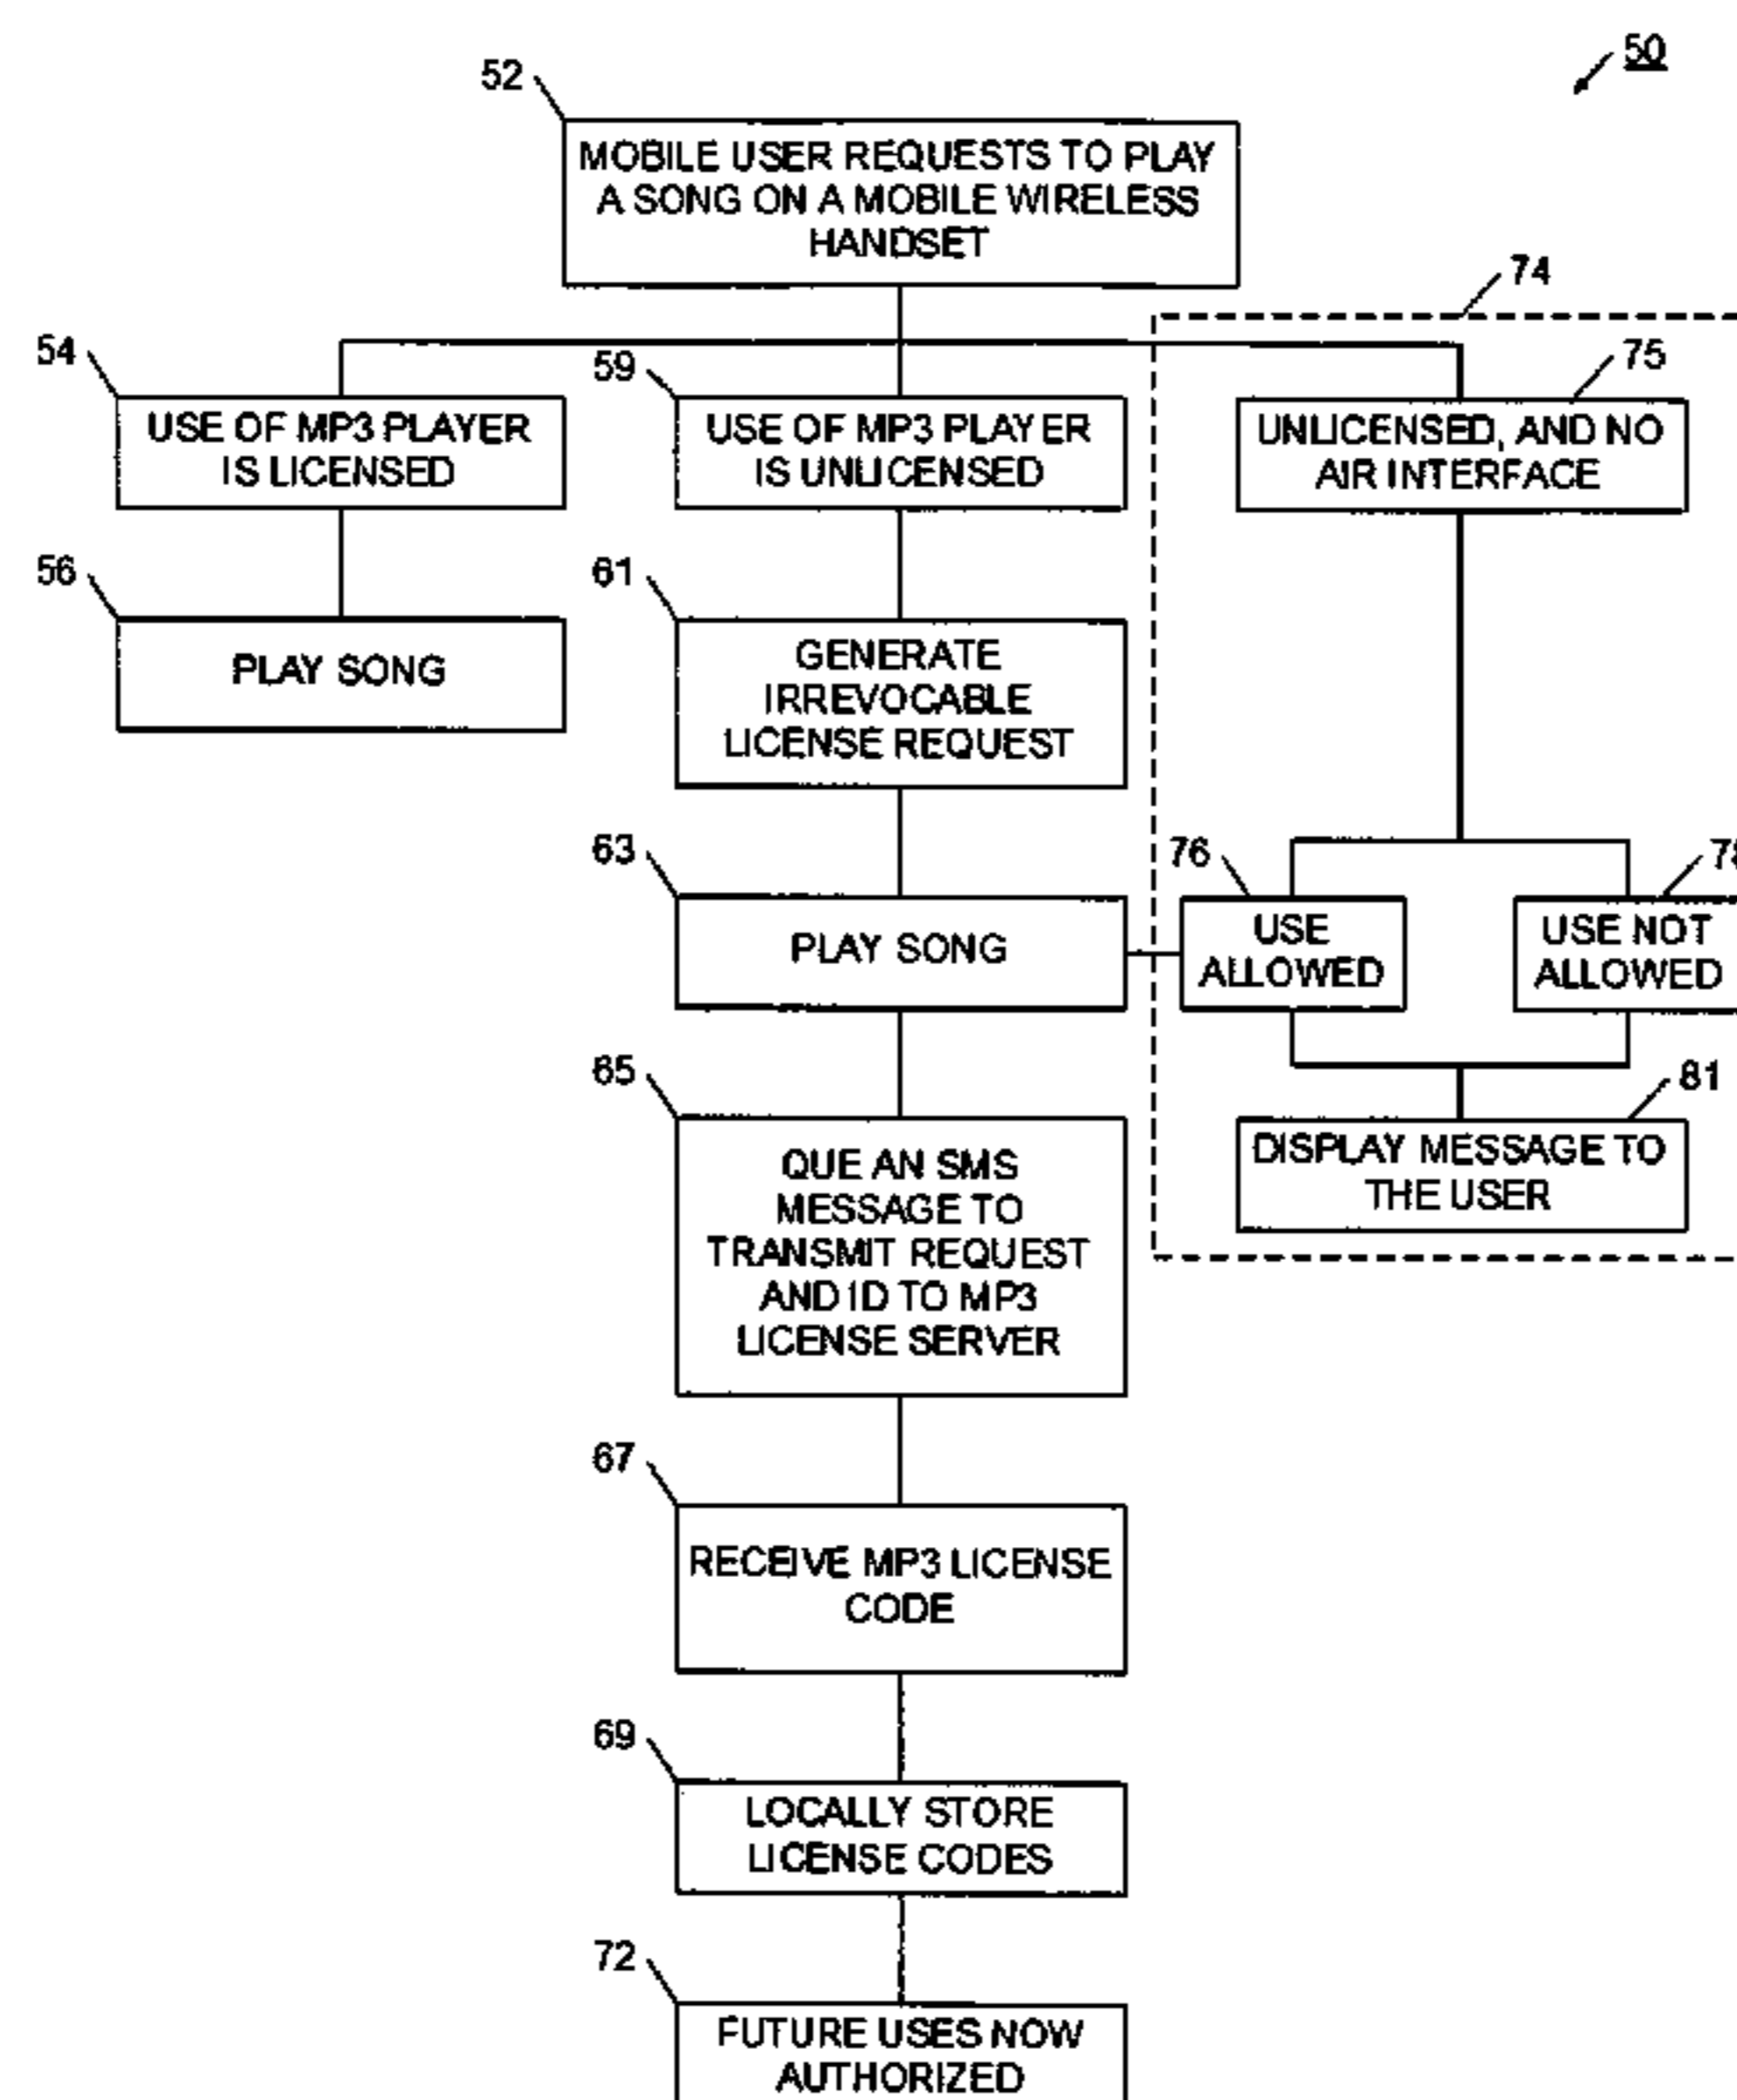 50
52
MOBILE USER REQUESTS TO PLAY
A SONG ON A MOBILE WIRELESS
HANDSET
74
54
USE OF MP3 PLAYER
IS LICENSED
59
USE OF MP3 PLAYER
IS UNLICENSED
75
UNLICENSED, AND NO
AIR INTERFACE
56
PLAY SONG
61
GENERATE
IRREVOCABLE
LICENSE REQUEST
63
PLAY SONG
76
USE
ALLOWED
78
USE NOT
ALLOWED
65
QUE AN SMS
MESSAGE TO
TRANSMIT REQUEST
AND ID TO MP3
LICENSE SERVER
81
DISPLAY MESSAGE TO
THE USER
67
RECEIVE MP3 LICENSE
CODE
69
LOCALLY STORE
LICENSE CODES
72
FUTURE USES NOW
AUTHORIZED